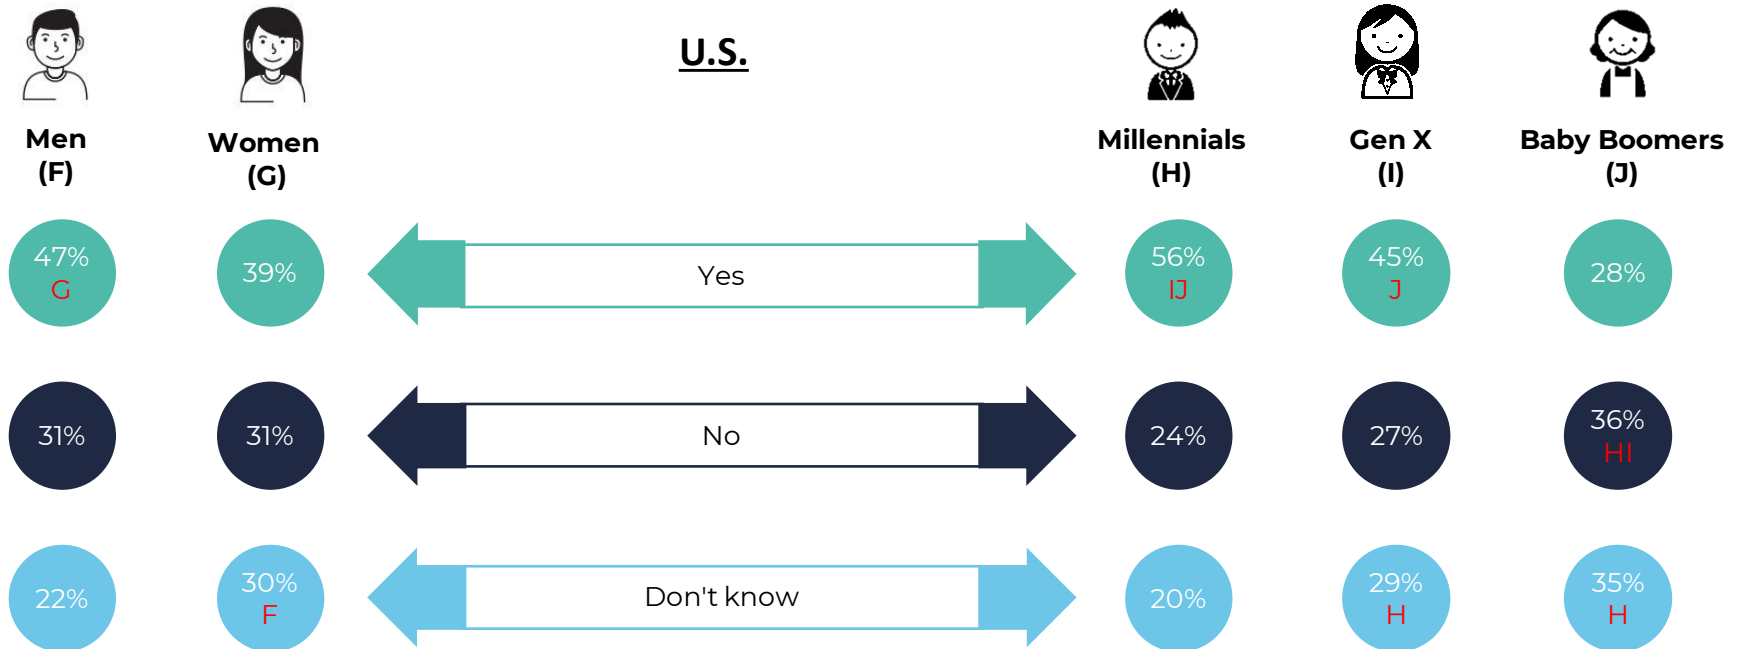 U.S.
Men
(F)
Women
(G)
Millennials
(H)
Gen X
(I)
Baby Boomers
(J)
47%
G
39%
Yes
56%
IJ
45%
J
28%
31%
31%
No
24%
27%
36%
HI
22%
30%
F
Don't know
20%
29%
H
35%
H